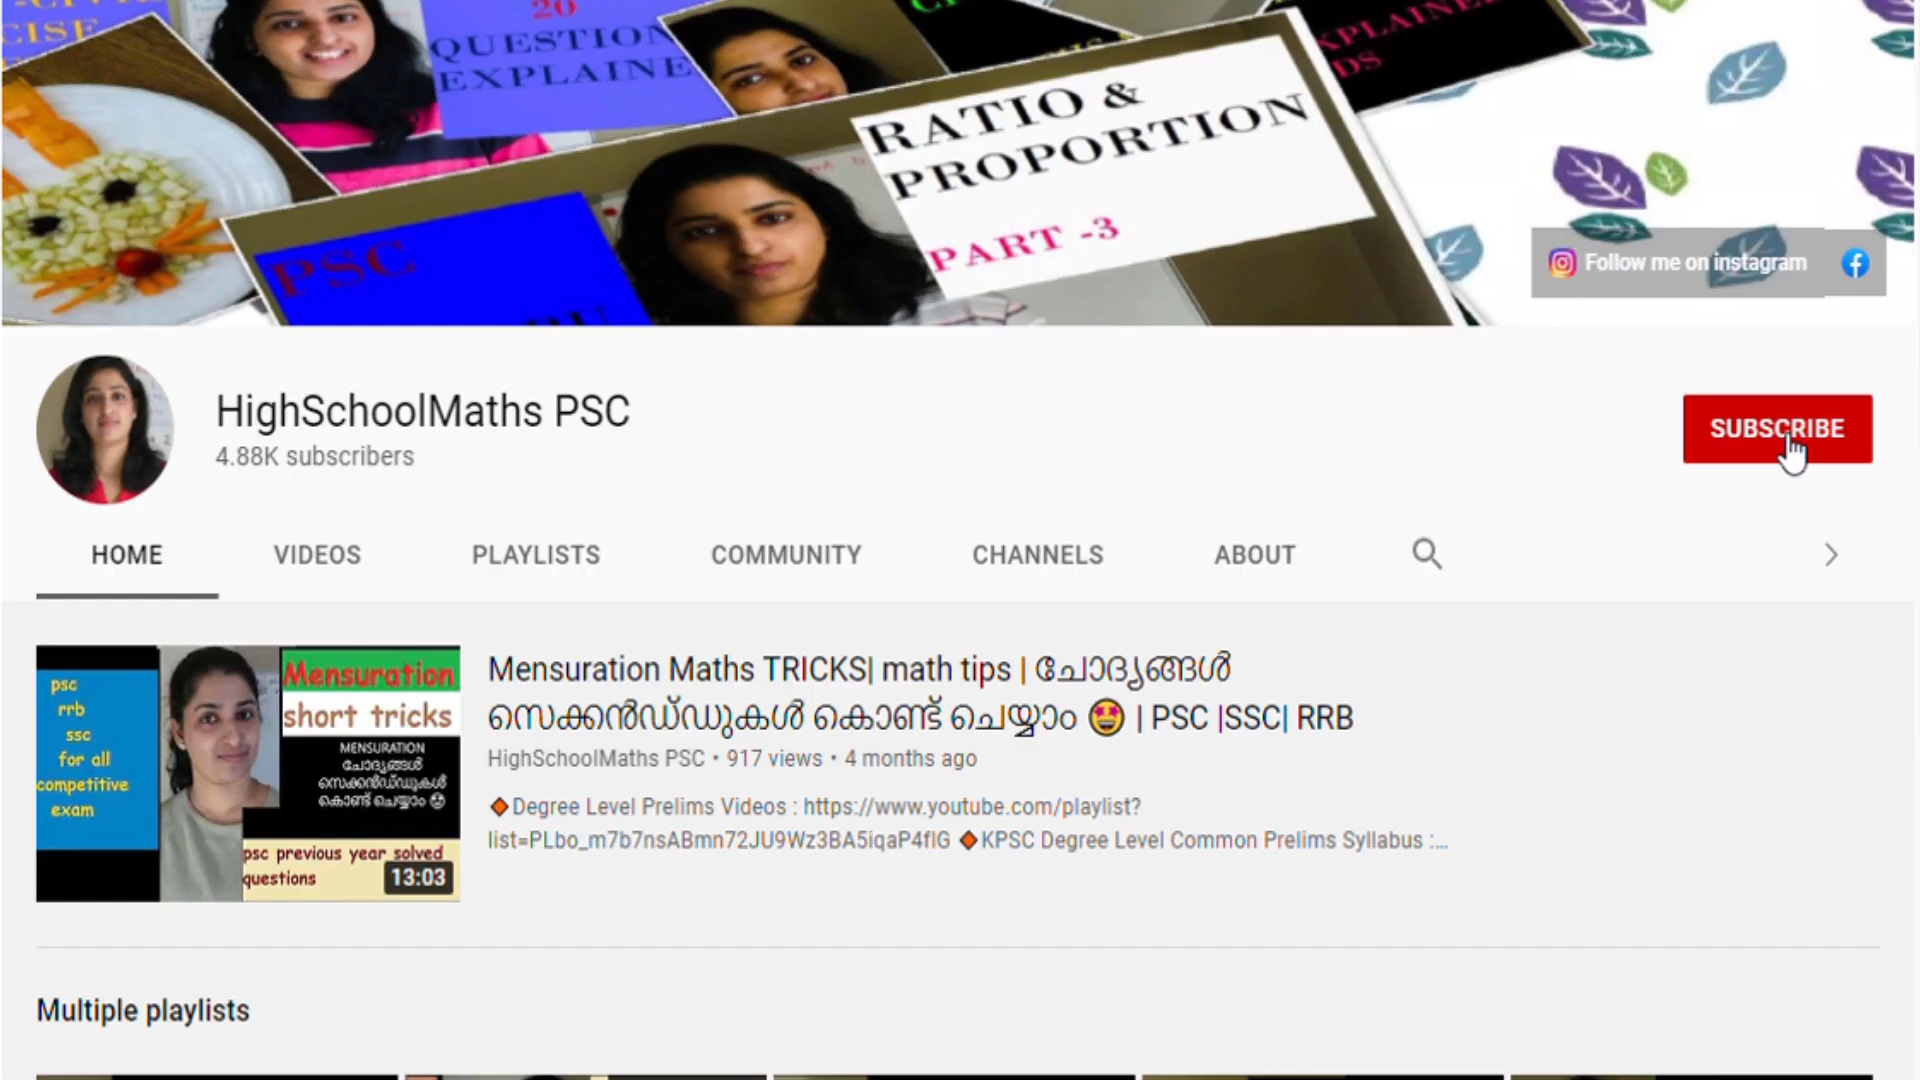 CISE
20
QUESTION
EXPLAINE
RATIO &
PROPORTION
PART -3
PSC
Follow me on instagram
HighSchoolMaths PSC
4.88K subscribers
SUBSCRIBE
HOME VIDEOS PLAYLISTS COMMUNITY CHANNELS ABOUT
psc
rrb
ssc
for all
competitive
exam
Mensuration
short tricks
MENSURATION
ചോദ്യങ്ങൾ
സെക്കൻഡ്ഡുകൾ
കൊണ്ട് ചെയ്യാം
psc previous year solved
questions
13:03
Mensuration Maths TRICKS| math tips | ചോദ്യങ്ങൾ
സെക്കൻഡ്ഡുകൾ കൊണ്ട് ചെയ്യാം 🤩 | PSC |SSC| RRB
HighSchoolMaths PSC • 917 views • 4 months ago
🔶Degree Level Prelims Videos : https://www.youtube.com/playlist?
list=PLbo_m7b7nsABmn72JU9Wz3BA5iqaP4flG 🔶KPSC Degree Level Common Prelims Syllabus :...
Multiple playlists